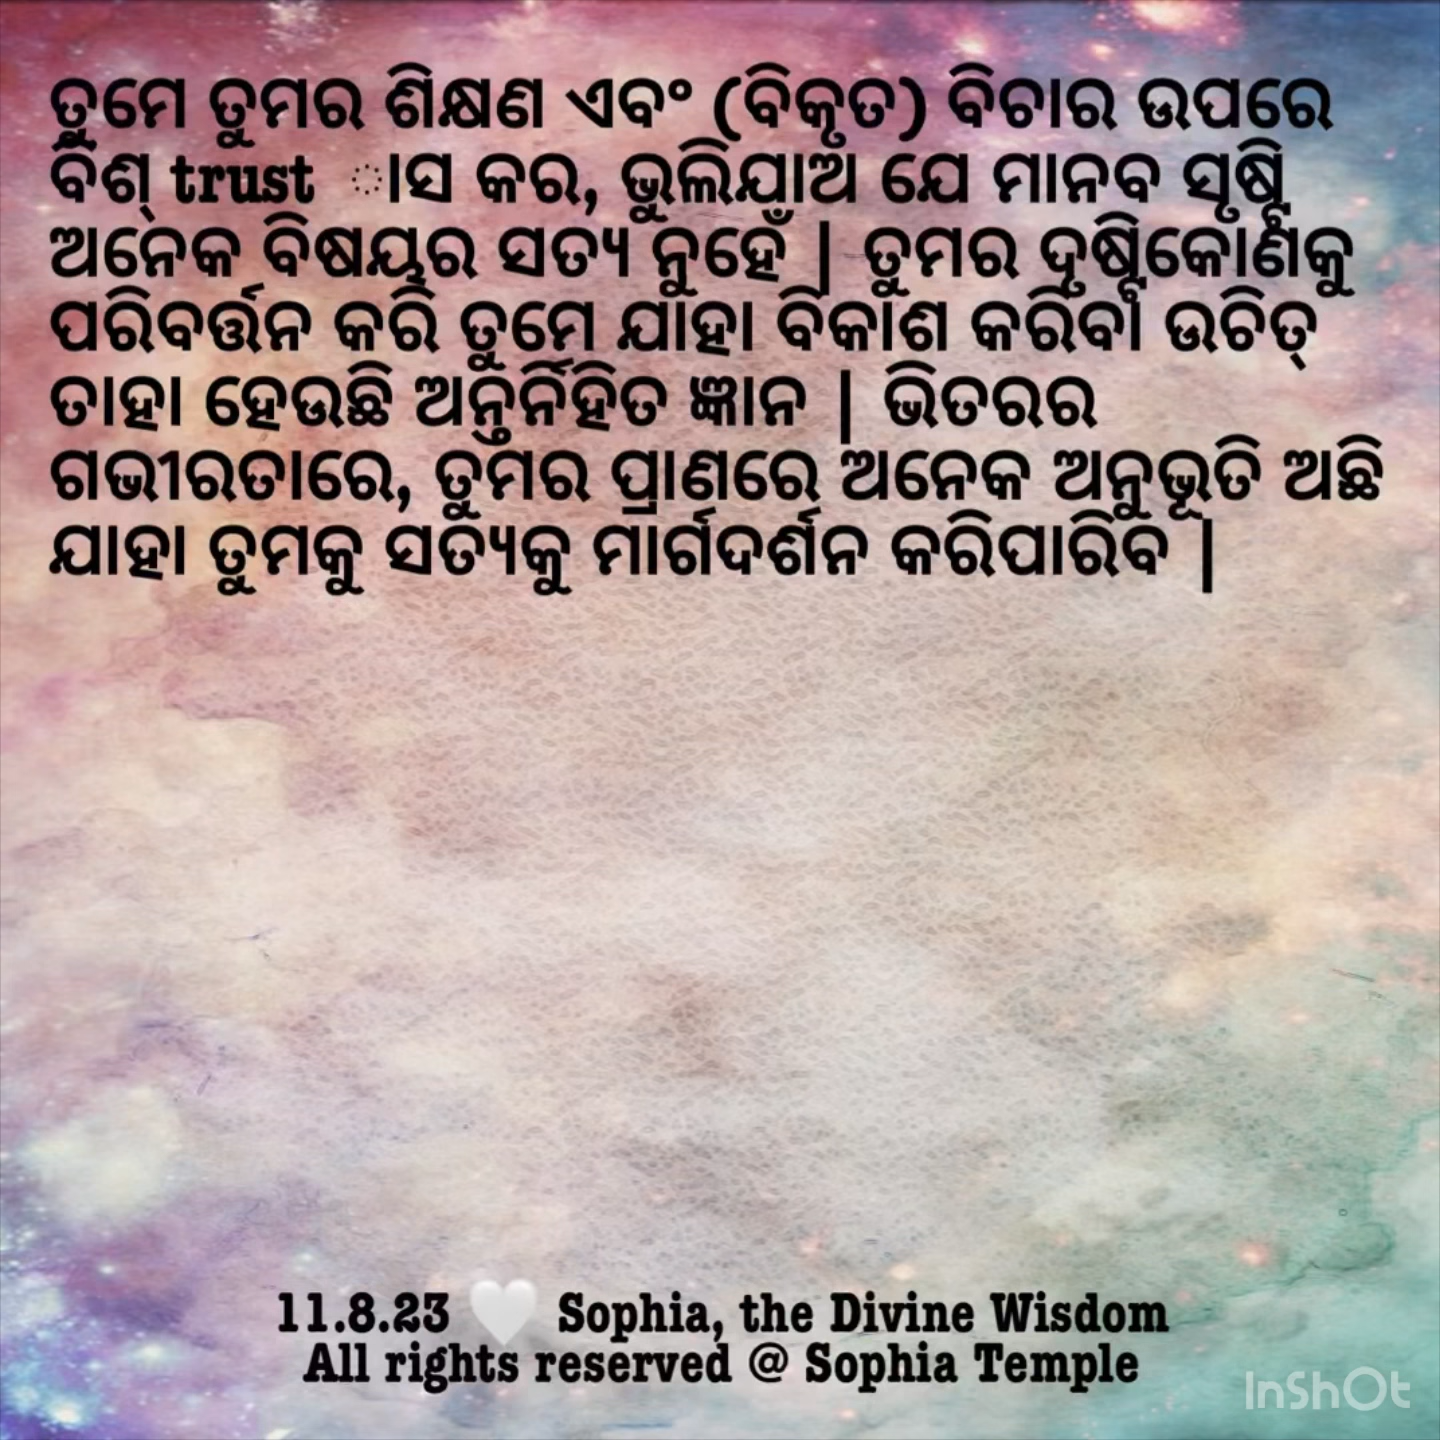 ତୁମେ ତୁମର ଶିକ୍ଷଣ ଏବଂ (ବିକୃତ) ବିଚାର ଉପରେ
ବିଶ୍ trust ାସ କର, ଭୁଲିଯାଅ ଯେ ମାନବ ସୃଷ୍ଟି
ଅନେକ ବିଷୟର ସତ୍ୟ ନୁହେଁ | ତୁମର ଦୃଷ୍ଟିକୋଣକୁ
ପରିବର୍ତ୍ତନ କରି ତୁମେ ଯାହା ବିକାଶ କରିବା ଉଚିତ୍
ତାହା ହେଉଛି ଅନ୍ତର୍ନିହିତ ଜ୍ଞାନ | ଭିତରର
ଗଭୀରତାରେ, ତୁମର ପ୍ରାଣରେ ଅନେକ ଅନୁଭୂତି ଅଛି
ଯାହା ତୁମକୁ ସତ୍ୟକୁ ମାର୍ଗଦର୍ଶନ କରିପାରିବ |
11.8.23 🤍 Sophia, the Divine Wisdom
All rights reserved @ Sophia Temple
InShOt